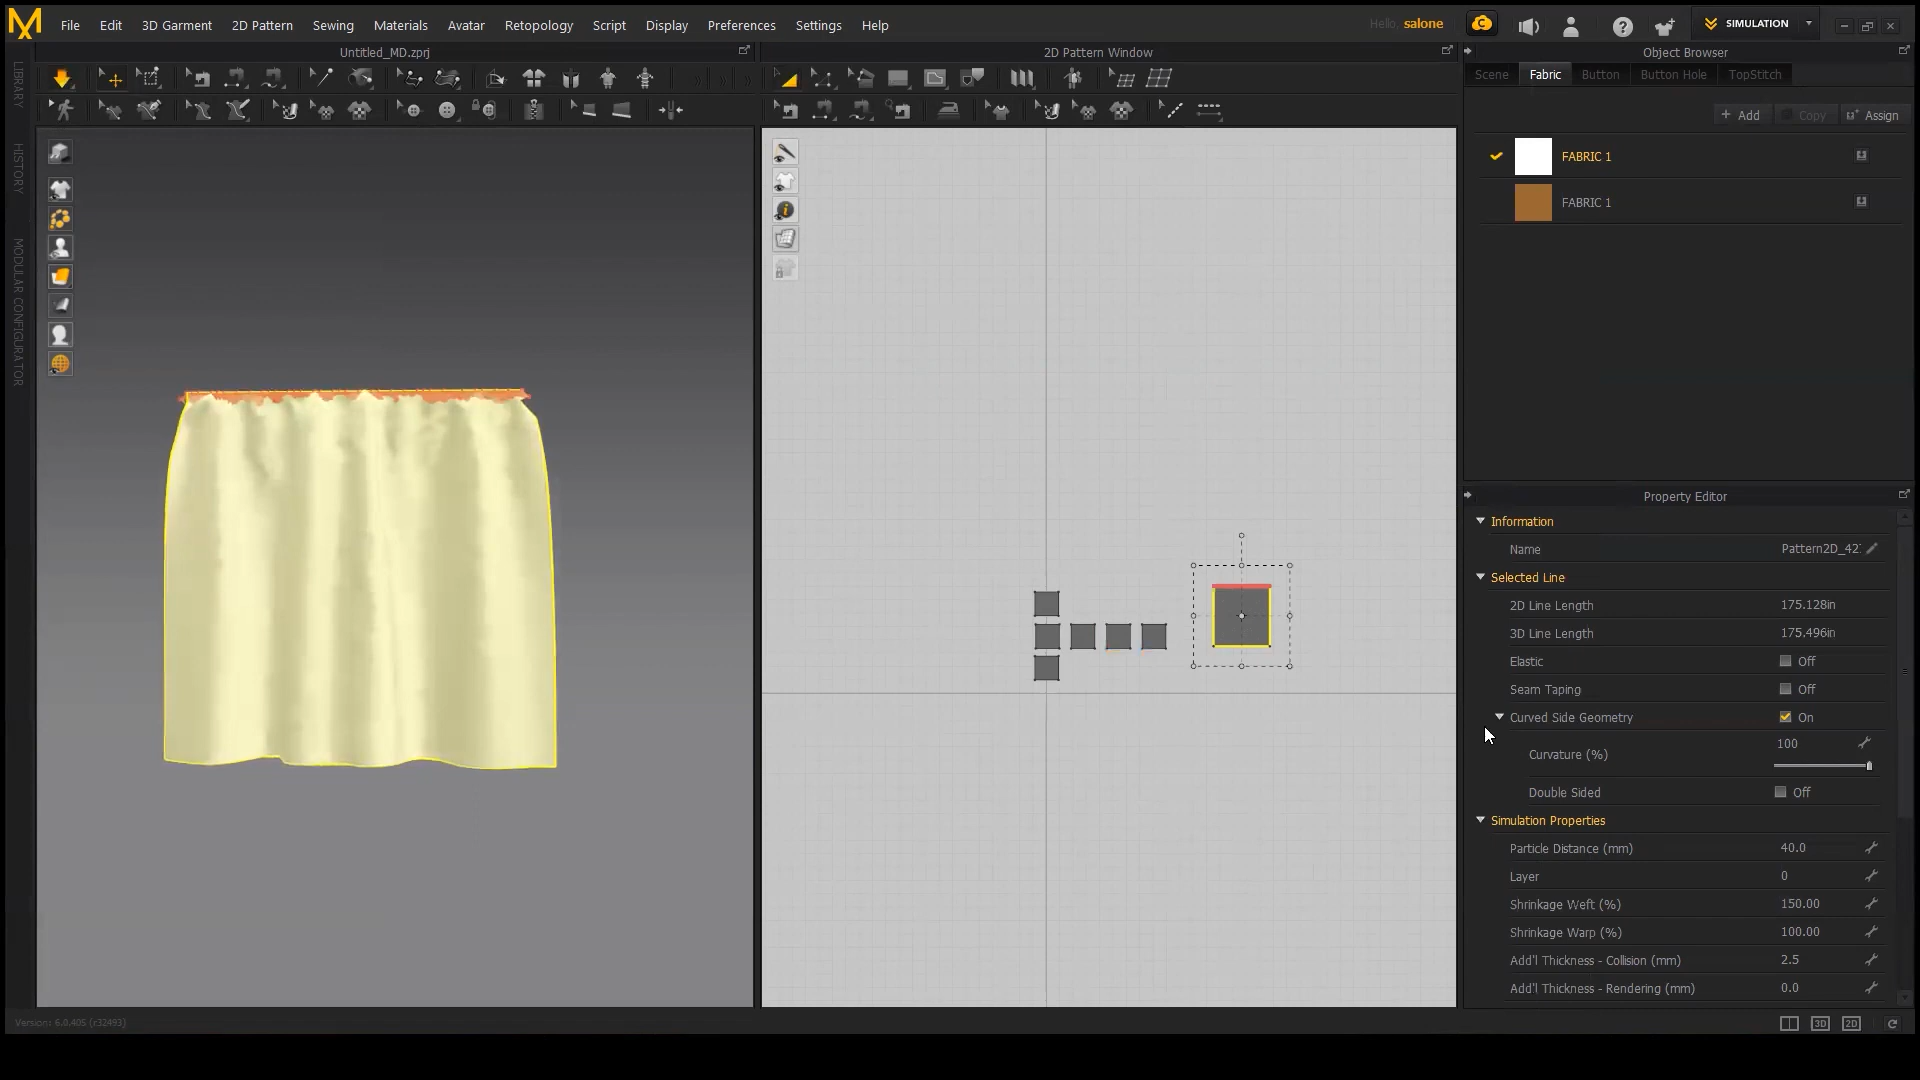 File Edit 3D Garment 2D Pattern Sewing Materials Avatar Retopology Script Display Preferences Settings Help
Hello, salone
SIMULATION
Untitled_MD.zprj
2D Pattern Window
Object Browser
LIBRARY
HISTORY
MODULAR CONFIGURATOR
Scene Fabric Button Button Hole TopStitch
+ Add Copy Assign
FABRIC 1
FABRIC 1
Property Editor
Information
Name Pattern2D_42
Selected Line
2D Line Length 175.128in
3D Line Length 175.496in
Elastic Off
Seam Taping Off
Curved Side Geometry On
Curvature (%) 100
Double Sided Off
Simulation Properties
Particle Distance (mm) 40.0
Layer 0
Shrinkage Weft (%) 150.00
Shrinkage Warp (%) 100.00
Add'l Thickness - Collision (mm) 2.5
Add'l Thickness - Rendering (mm) 0.0
Version: 6.0.405 (r32493)
3D 2D